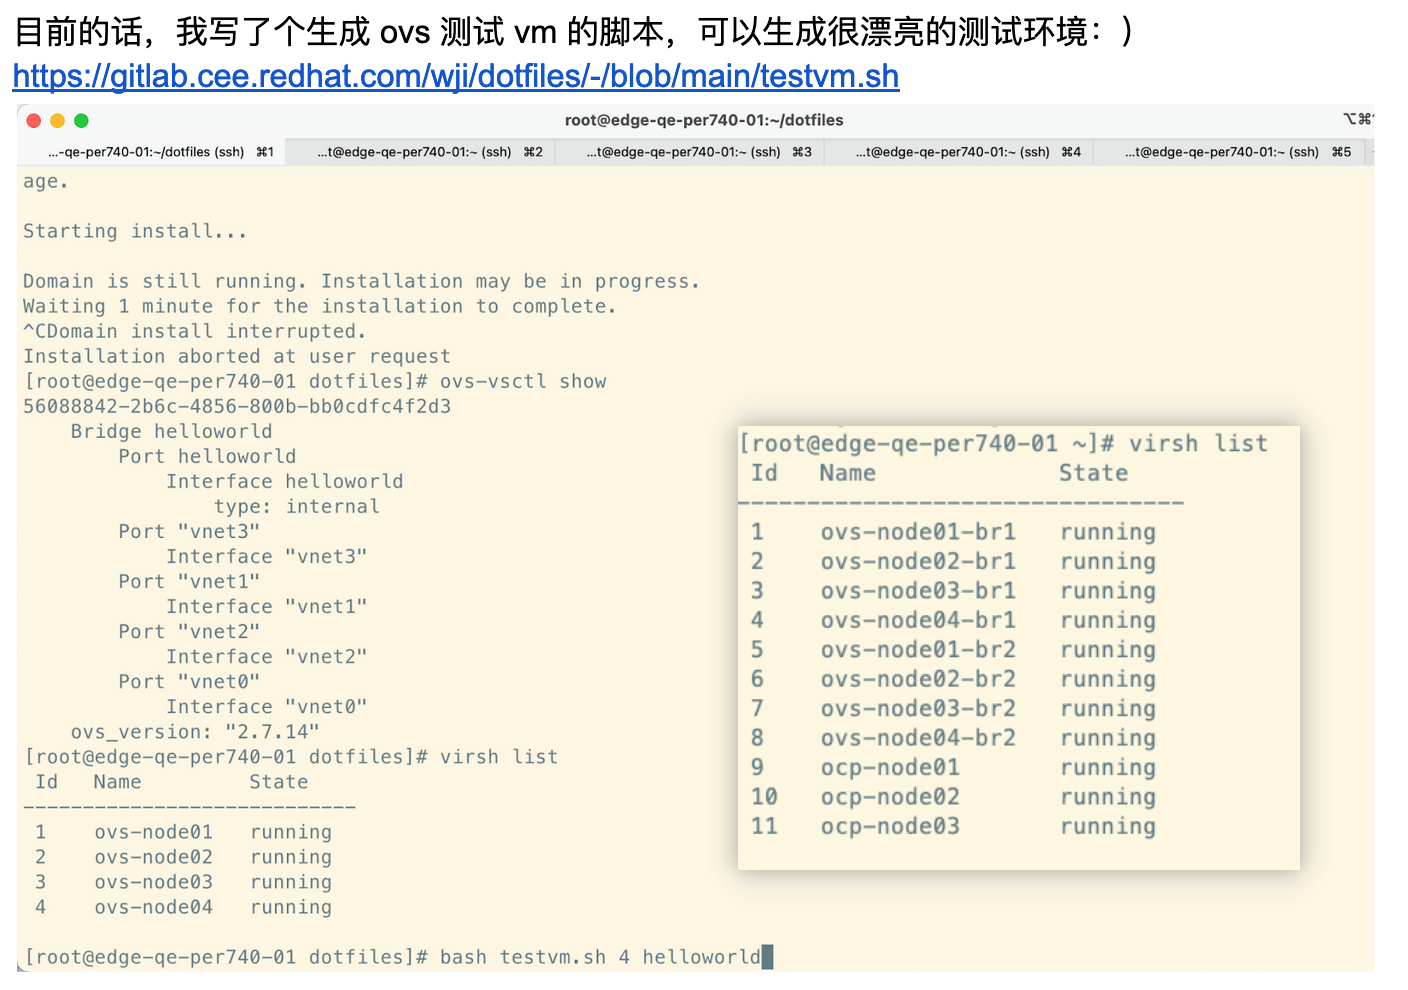 目前的话，我写了个生成 ovs 测试 vm 的脚本，可以生成很漂亮的测试环境：）
https://gitlab.cee.redhat.com/wji/dotfiles/-/blob/main/testvm.sh
root@edge-qe-per740-01:~/dotfiles
...-qe-per740-01:~/dotfiles (ssh) ⌘1 ...t@edge-qe-per740-01:~ (ssh) ⌘2 ...t@edge-qe-per740-01:~ (ssh) ⌘3 ...t@edge-qe-per740-01:~ (ssh) ⌘4 ...t@edge-qe-per740-01:~ (ssh) ⌘5
age.
Starting install...
Domain is still running. Installation may be in progress.
Waiting 1 minute for the installation to complete.
^CDomain install interrupted.
Installation aborted at user request
[root@edge-qe-per740-01 dotfiles]# ovs-vsctl show
56088842-2b6c-4856-800b-bb0cdfc4f2d3
Bridge helloworld
Port helloworld
Interface helloworld
type: internal
Port "vnet3"
Interface "vnet3"
Port "vnet1"
Interface "vnet1"
Port "vnet2"
Interface "vnet2"
Port "vnet0"
Interface "vnet0"
ovs_version: "2.7.14"
[root@edge-qe-per740-01 dotfiles]# virsh list
Id Name State
-----------------------------
1 ovs-node01 running
2 ovs-node02 running
3 ovs-node03 running
4 ovs-node04 running
[root@edge-qe-per740-01 dotfiles]# bash testvm.sh 4 helloworld
[root@edge-qe-per740-01 ~]# virsh list
Id Name State
---------------------------------
1 ovs-node01-br1 running
2 ovs-node02-br1 running
3 ovs-node03-br1 running
4 ovs-node04-br1 running
5 ovs-node01-br2 running
6 ovs-node02-br2 running
7 ovs-node03-br2 running
8 ovs-node04-br2 running
9 ocp-node01 running
10 ocp-node02 running
11 ocp-node03 running